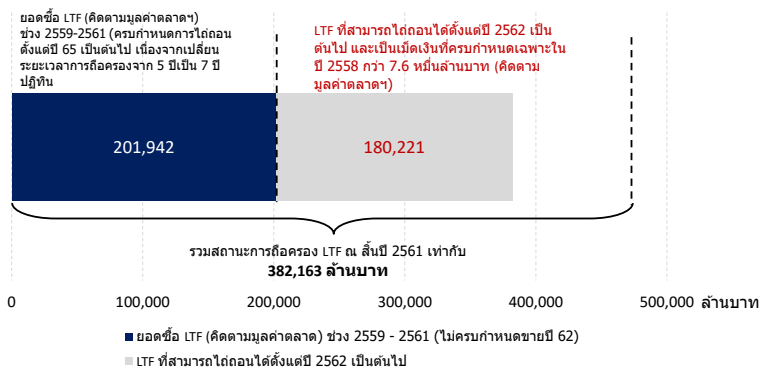 ยอดซื้อ LTF (คิดตามมูลค่าตลาดฯ)
ช่วง 2559-2561 (ครบกำหนดการไถ่ถอน
ตั้งแต่ปี 65 เป็นต้นไป เนื่องจากเปลี่ยน
ระยะเวลาการถือครองจาก 5 ปีเป็น 7 ปี
ปฏิทิน
LTF ที่สามารถไถ่ถอนได้ตั้งแต่ปี 2562 เป็น
ต้นไป และเป็นเม็ดเงินที่ครบกำหนดเฉพาะใน
ปี 2558 กว่า 7.6 หมื่นล้านบาท (คิดตาม
มูลค่าตลาดฯ)
201,942
180,221
รวมสถานะการถือครอง LTF ณ สิ้นปี 2561 เท่ากับ
382,163 ล้านบาท
0 100,000 200,000 300,000 400,000 500,000 ล้านบาท
ยอดซื้อ LTF (คิดตามมูลค่าตลาด) ช่วง 2559 - 2561 (ไม่ครบกำหนดขายปี 62)
LTF ที่สามารถไถ่ถอนได้ตั้งแต่ปี 2562 เป็นต้นไป